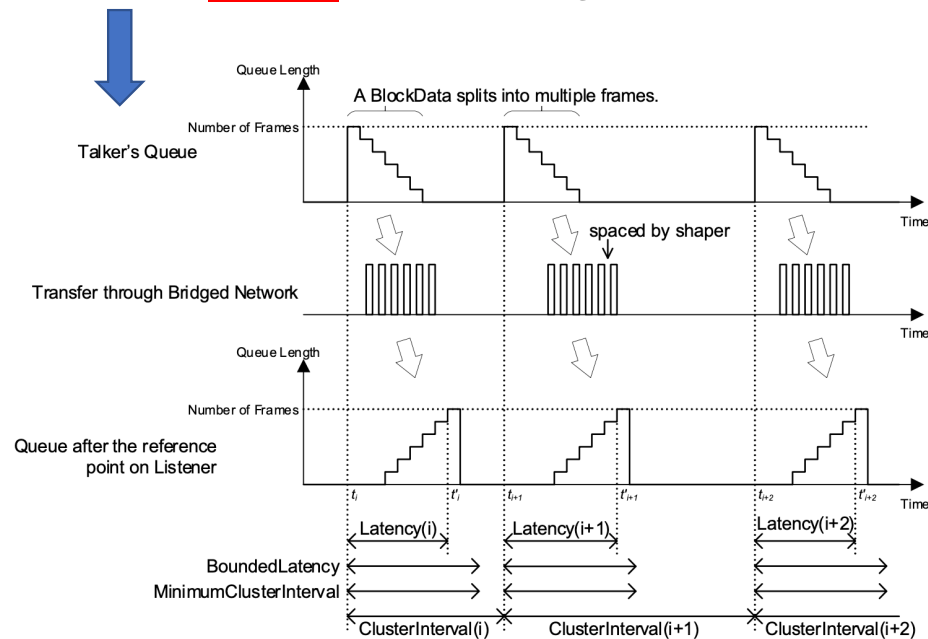 Queue Length
A BlockData splits into multiple frames.
Number of Frames
Talker's Queue
Time
spaced by shaper
Transfer through Bridged Network
Time
Queue Length
Number of Frames
Queue after the reference
point on Listener
ti t'i ti+1 t'i+1 ti+2 t'i+2
Time
Latency(i) Latency(i+1) Latency(i+2)
BoundedLatency
MinimumClusterInterval
ClusterInterval(i) ClusterInterval(i+1) ClusterInterval(i+2)